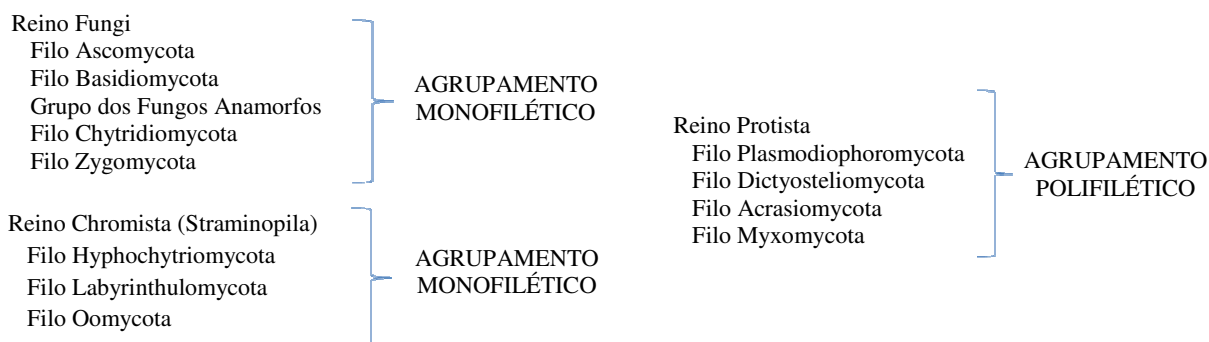 Reino Fungi
Filo Ascomycota
Filo Basidiomycota
Grupo dos Fungos Anamorfos
Filo Chytridiomycota
Filo Zygomycota
AGRUPAMENTO
MONOFILÉTICO
Reino Chromista (Straminopila)
Filo Hyphochytriomycota
Filo Labyrinthulomycota
Filo Oomycota
AGRUPAMENTO
MONOFILÉTICO
Reino Protista
Filo Plasmodiophoromycota
Filo Dictyosteliomycota
Filo Acrasiomycota
Filo Myxomycota
AGRUPAMENTO
POLIFILÉTICO